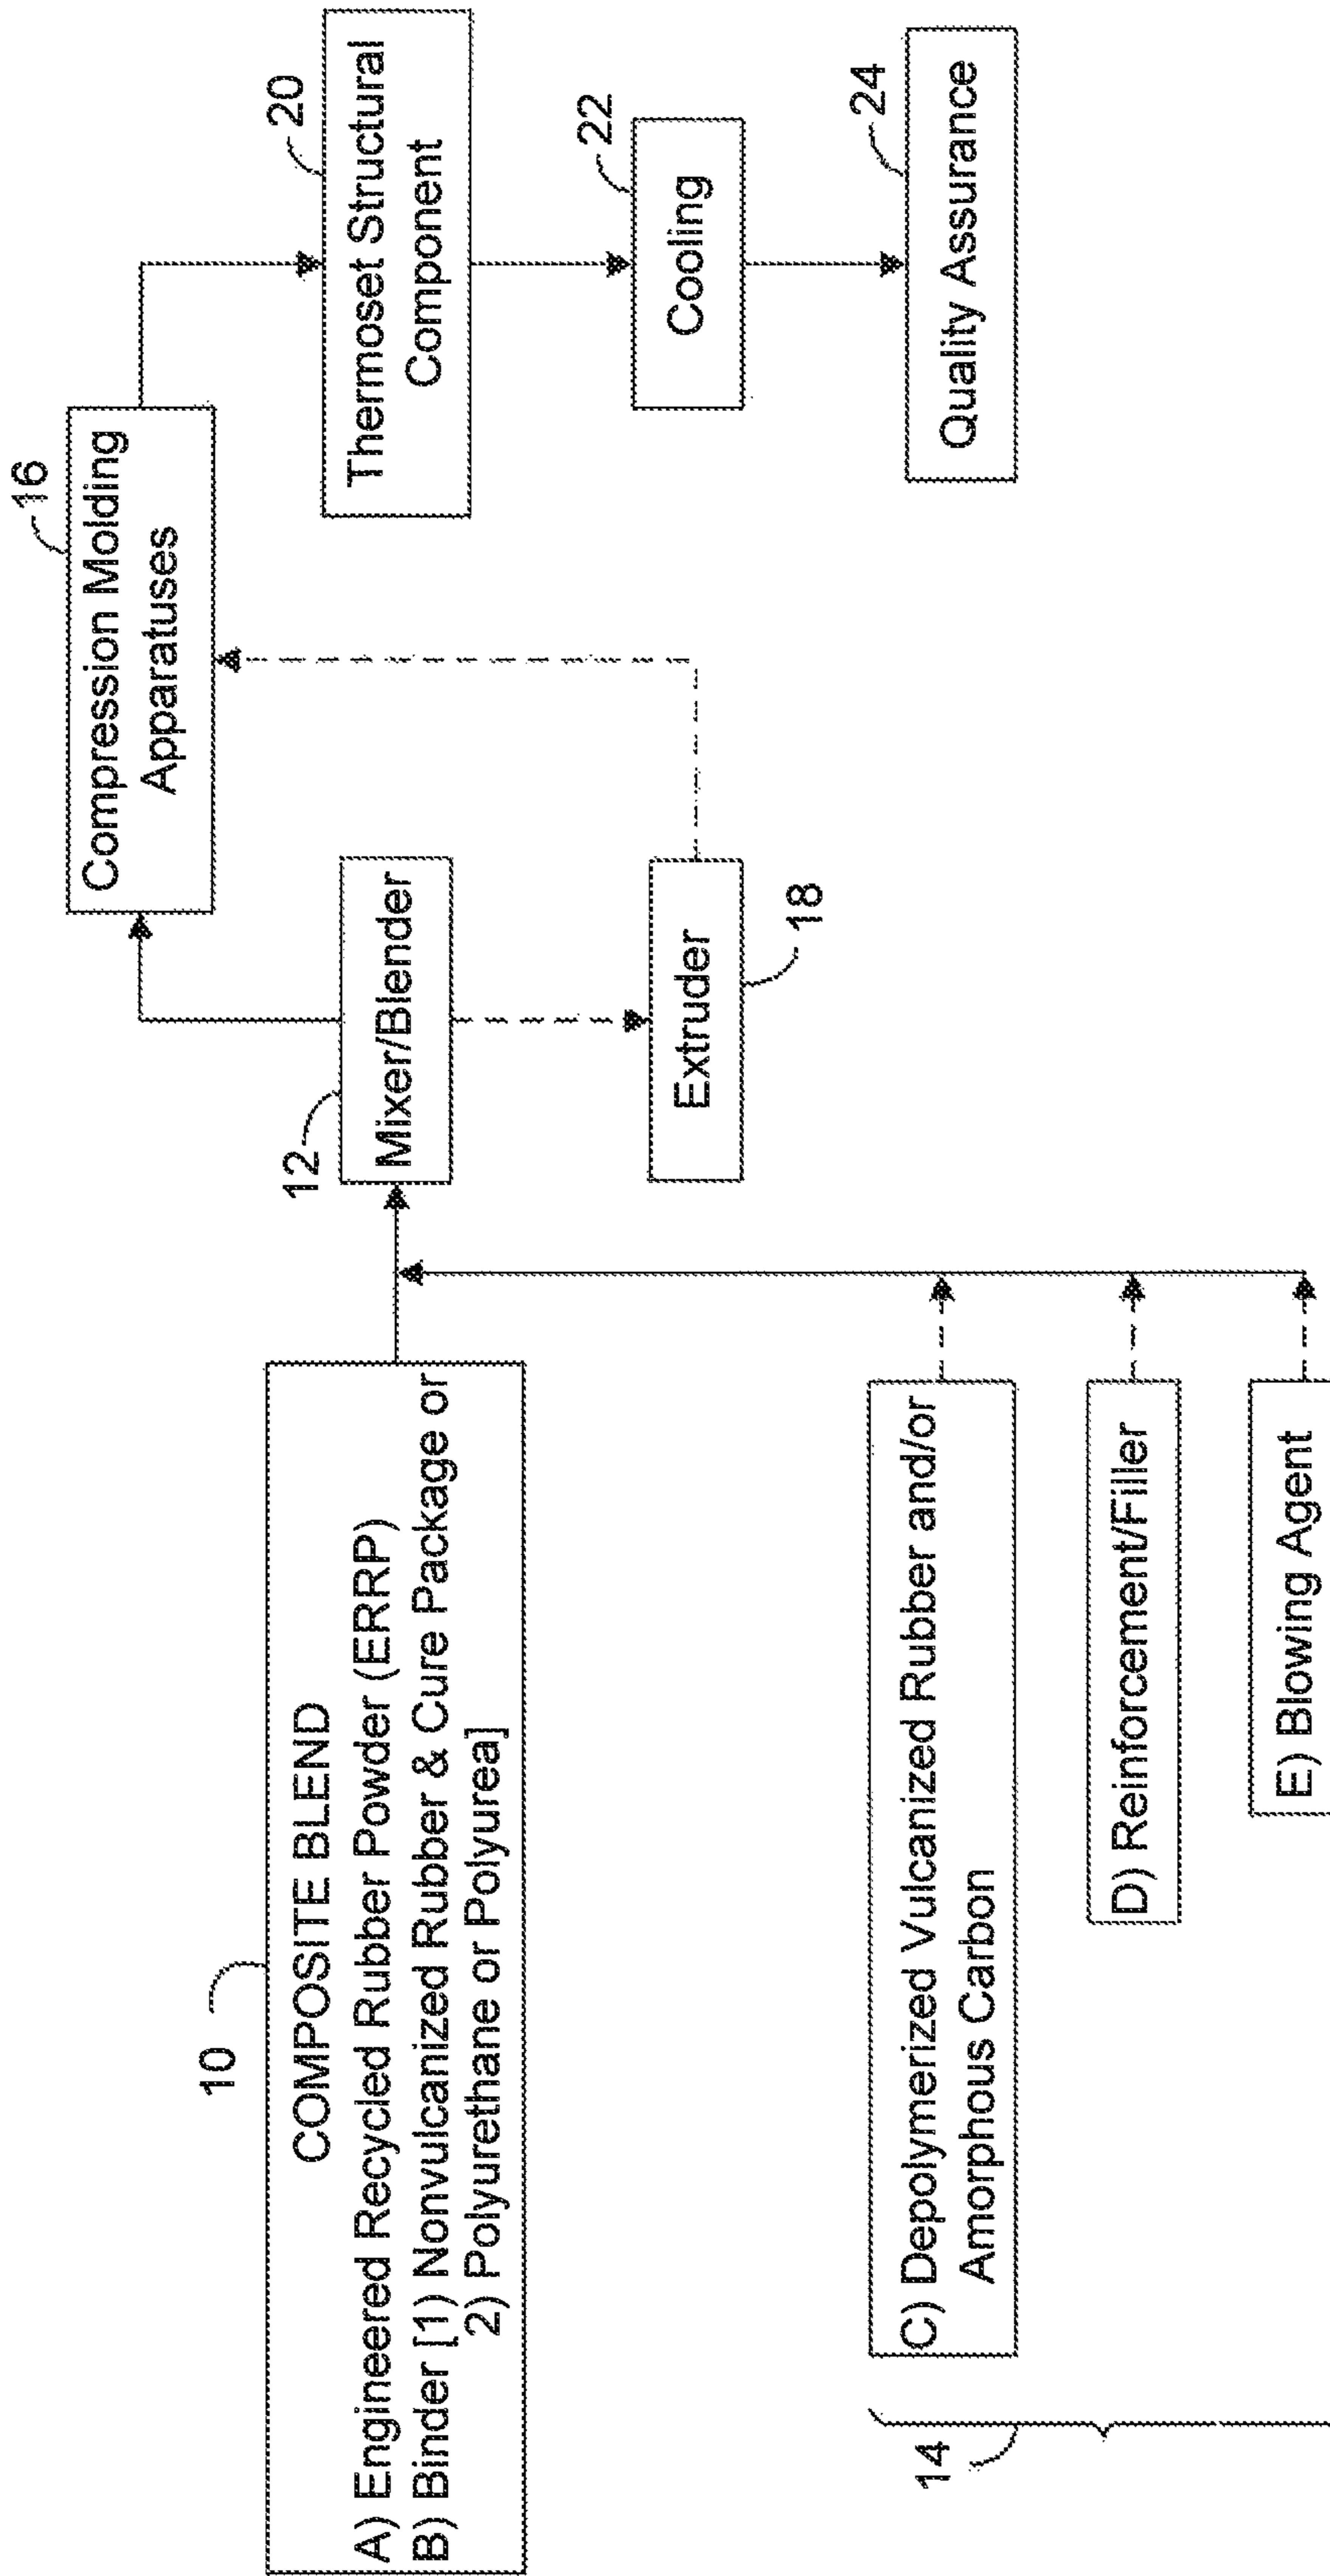 10
COMPOSITE BLEND
A) Engineered Recycled Rubber Powder (ERRP)
B) Binder [1) Nonvulcanized Rubber & Cure Package or
2) Polyurethane or Polyurea]
14
C) Depolymerized Vulcanized Rubber and/or
Amorphous Carbon
D) Reinforcement/Filler
E) Blowing Agent
12
Mixer/Blender
Extruder
18
16
Compression Molding
Apparatuses
20
Thermoset Structural
Component
22
Cooling
24
Quality Assurance